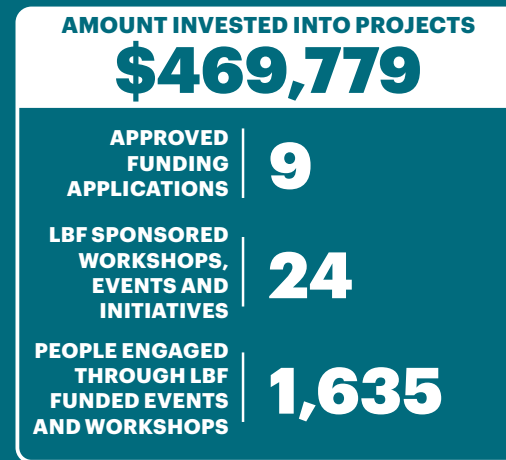 AMOUNT INVESTED INTO PROJECTS
$469,779
APPROVED
FUNDING
APPLICATIONS
9
LBF SPONSORED
WORKSHOPS,
EVENTS AND
INITIATIVES
24
PEOPLE ENGAGED
THROUGH LBF
FUNDED EVENTS
AND WORKSHOPS
1,635